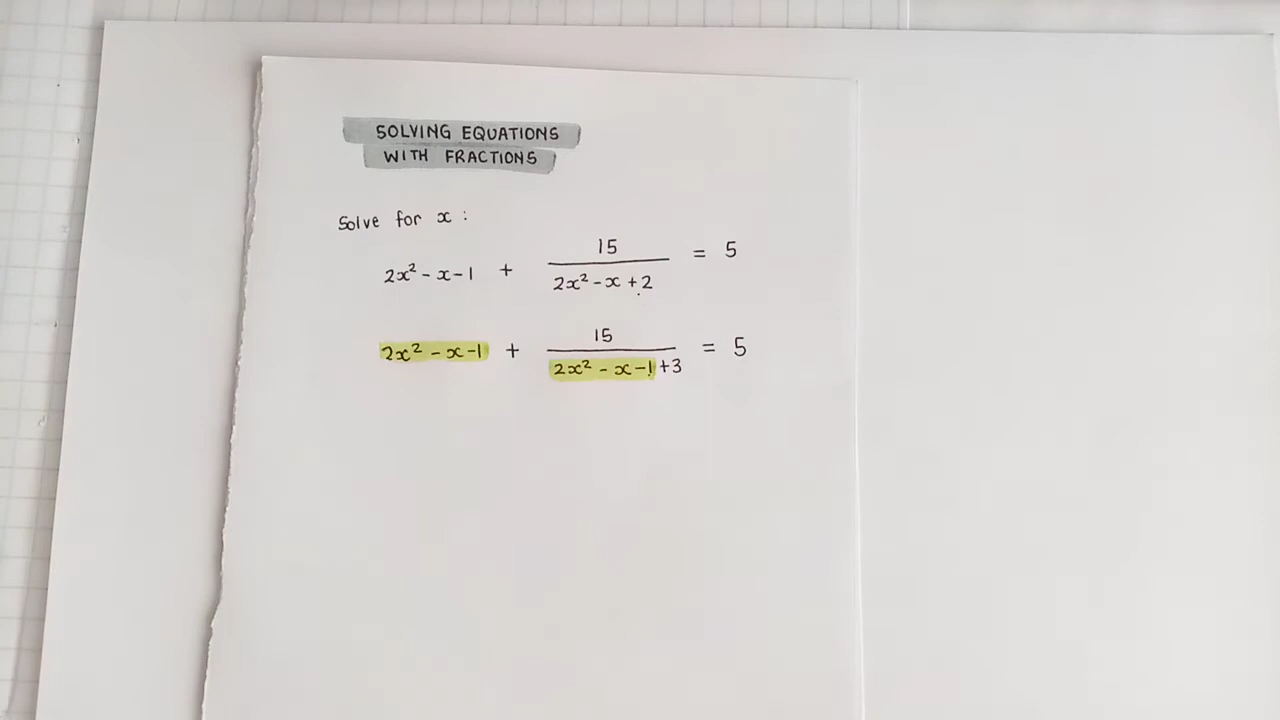 SOLVING EQUATIONS
WITH FRACTIONS
Solve for x :
2x² - x - 1 + 15/(2x² - x + 2) = 5
2x² - x - 1 + 15/(2x² - x - 1 + 3) = 5